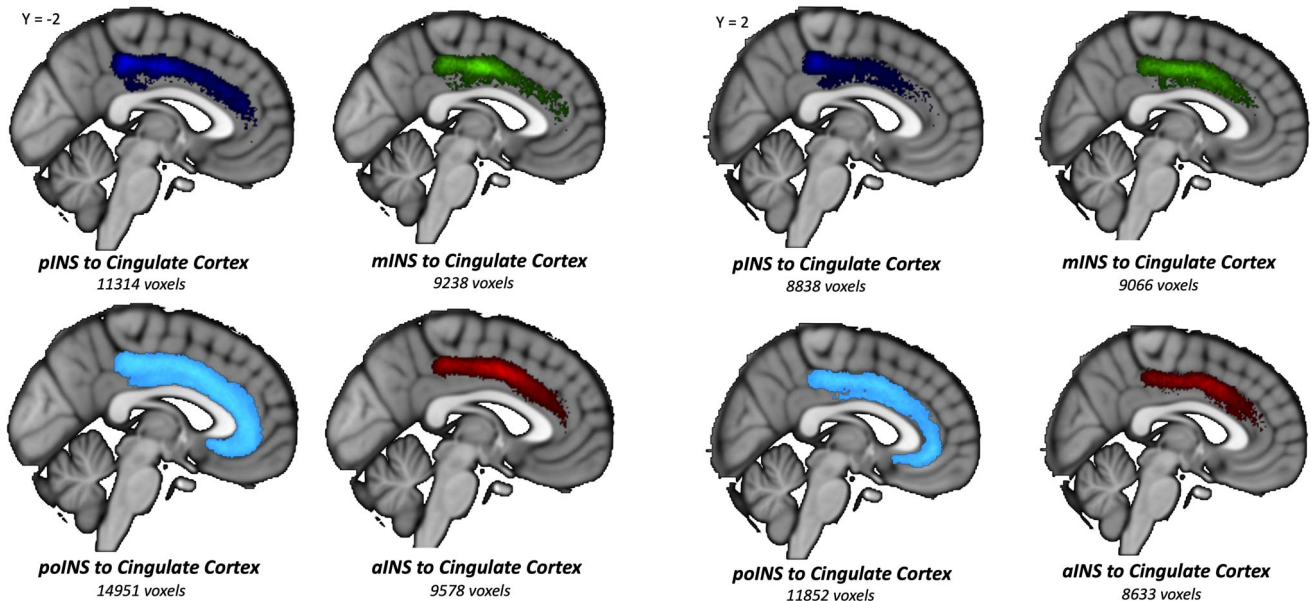 Y = -2
Y = 2
pINS to Cingulate Cortex
11314 voxels
mINS to Cingulate Cortex
9238 voxels
pINS to Cingulate Cortex
8838 voxels
mINS to Cingulate Cortex
9066 voxels
poINS to Cingulate Cortex
14951 voxels
aINS to Cingulate Cortex
9578 voxels
poINS to Cingulate Cortex
11852 voxels
aINS to Cingulate Cortex
8633 voxels